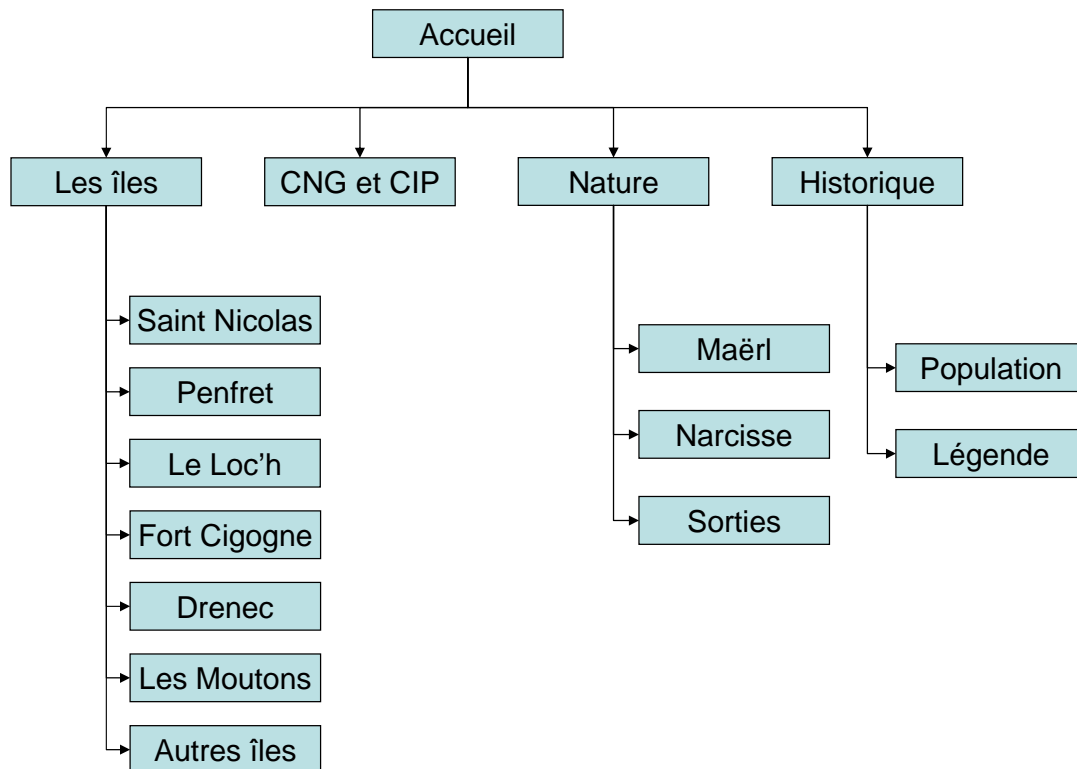 Accueil
Les îles
CNG et CIP
Nature
Historique
Saint Nicolas
Penfret
Le Loc’h
Fort Cigogne
Drenec
Les Moutons
Autres îles
Maërl
Narcisse
Sorties
Population
Légende